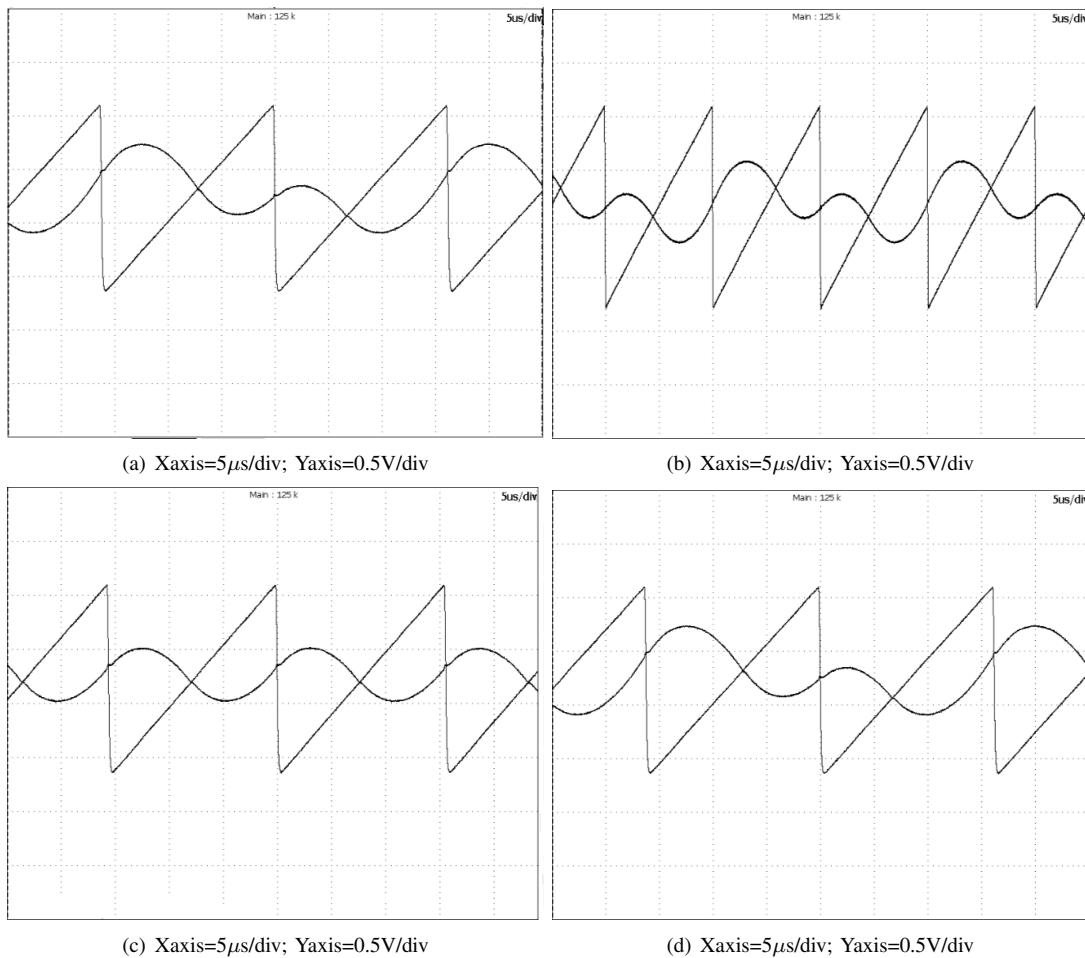 Main : 125 k
5us/div
Main : 125 k
5us/div
(a) Xaxis=5µs/div; Yaxis=0.5V/div
(b) Xaxis=5µs/div; Yaxis=0.5V/div
Main : 125 k
5us/div
Main : 125 k
5us/div
(c) Xaxis=5µs/div; Yaxis=0.5V/div
(d) Xaxis=5µs/div; Yaxis=0.5V/div